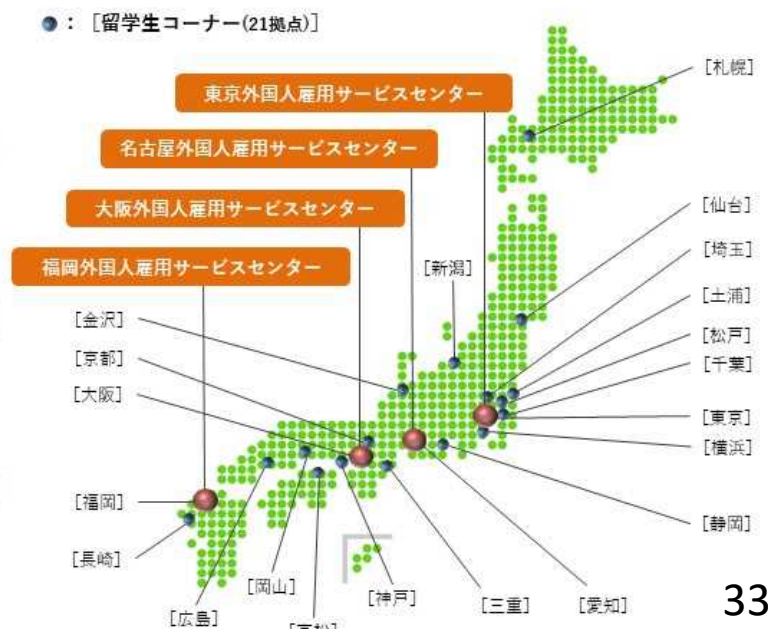 ● : ［留学生コーナー(21拠点)］
東京外国人雇用サービスセンター
名古屋外国人雇用サービスセンター
大阪外国人雇用サービスセンター
福岡外国人雇用サービスセンター
［札幌］
［仙台］
［埼玉］
［新潟］
［土浦］
［金沢］
［松戸］
［京都］
［千葉］
［大阪］
［東京］
［横浜］
［福岡］
［静岡］
［長崎］
［岡山］
［神戸］
［三重］
［愛知］
［広島］
［高松］
33